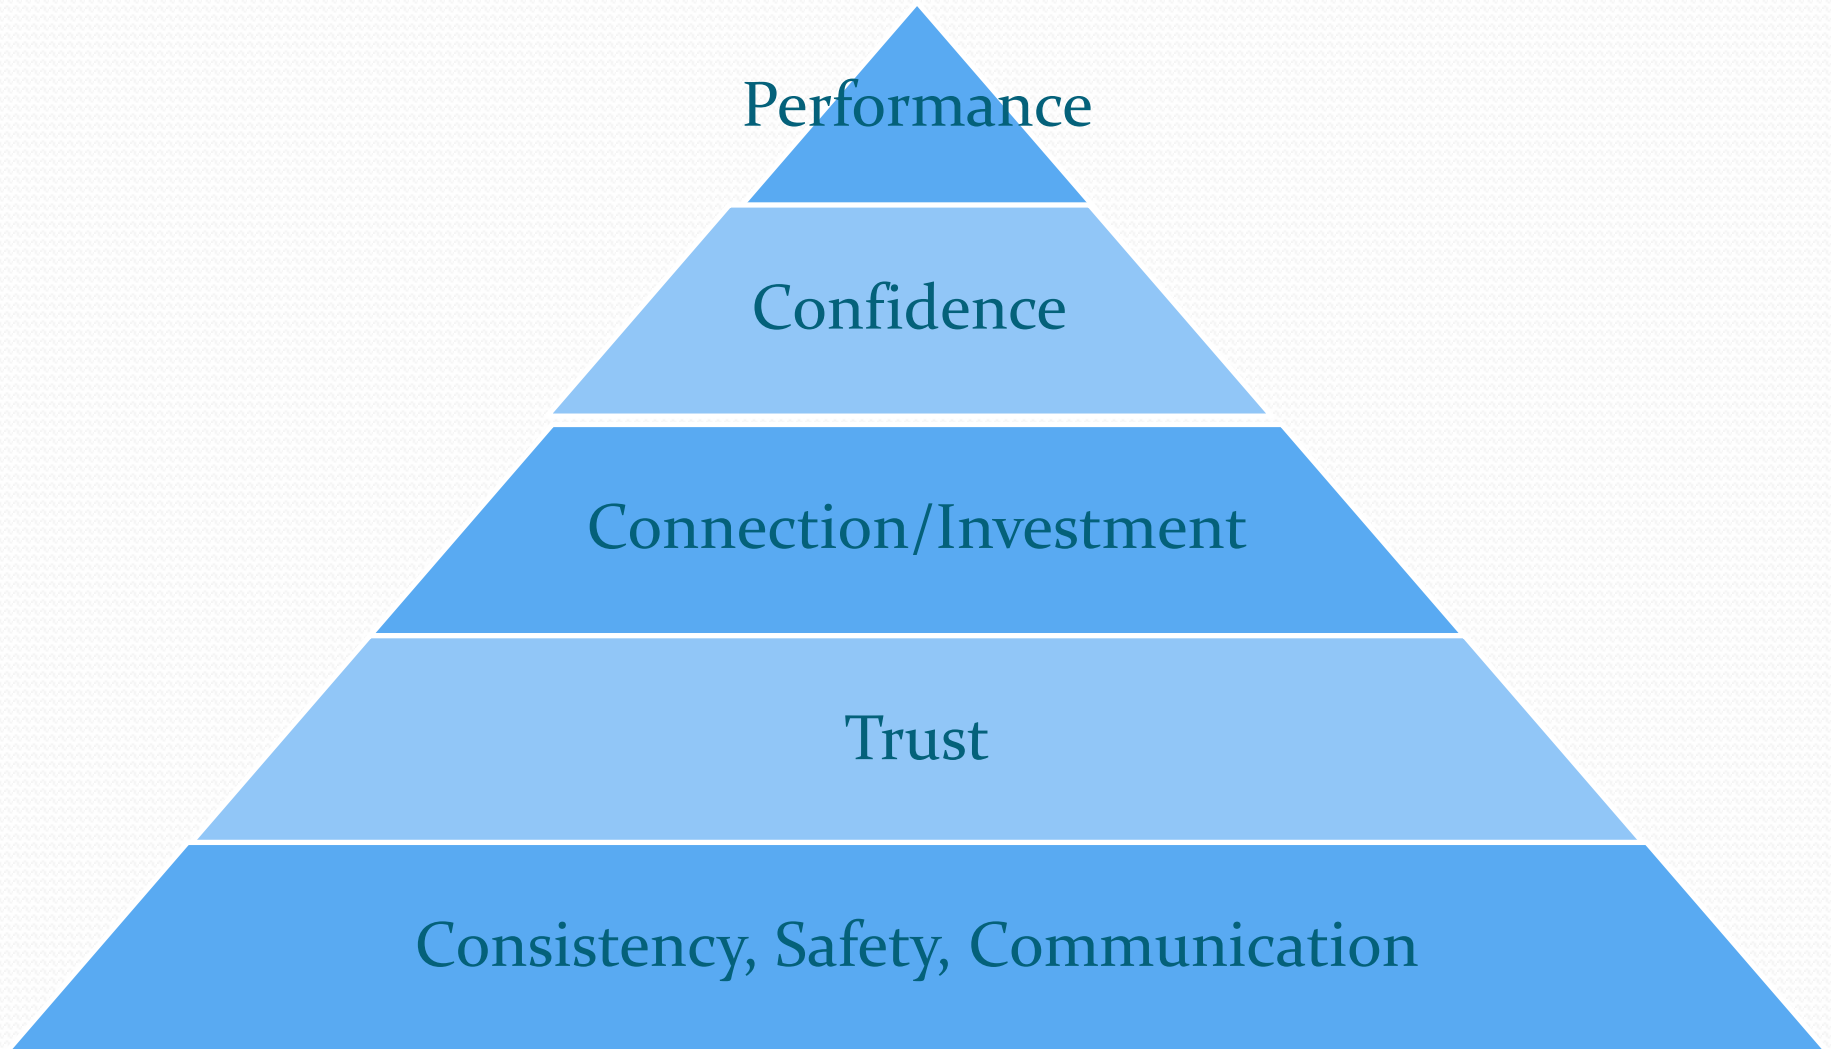 Performance
Confidence
Connection/Investment
Trust
Consistency, Safety, Communication